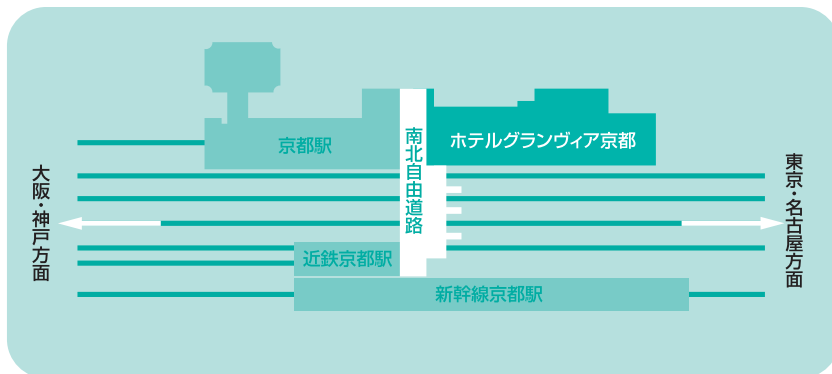 京都駅
南北自由道路
ホテルグランヴィア京都
大阪・神戸方面
東京・名古屋方面
近鉄京都駅
新幹線京都駅